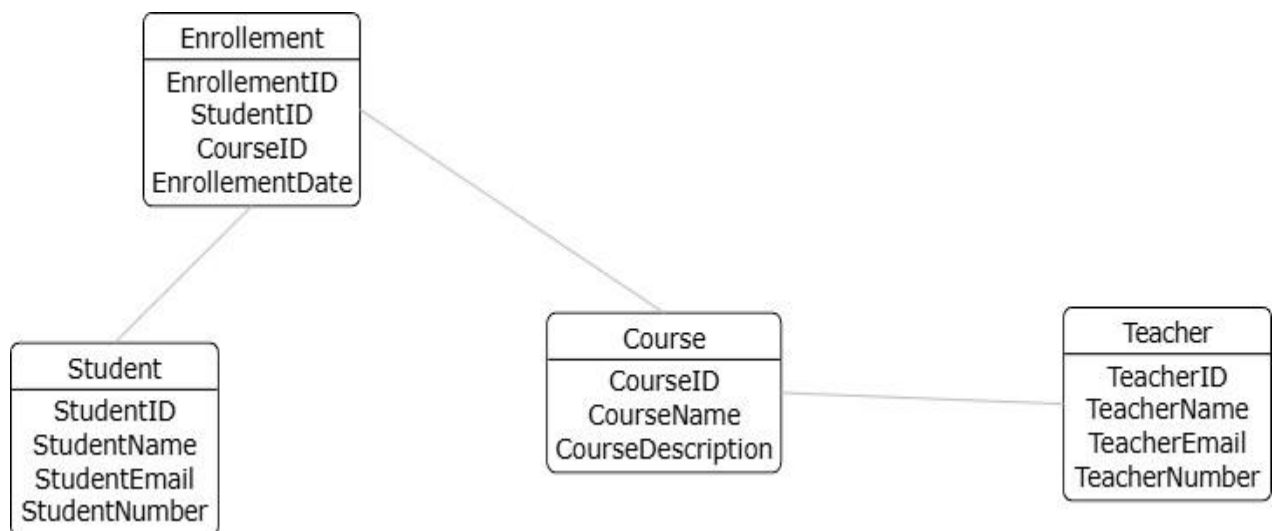 Enrollement
EnrollementID
StudentID
CourseID
EnrollementDate
Student
StudentID
StudentName
StudentEmail
StudentNumber
Course
CourseID
CourseName
CourseDescription
Teacher
TeacherID
TeacherName
TeacherEmail
TeacherNumber